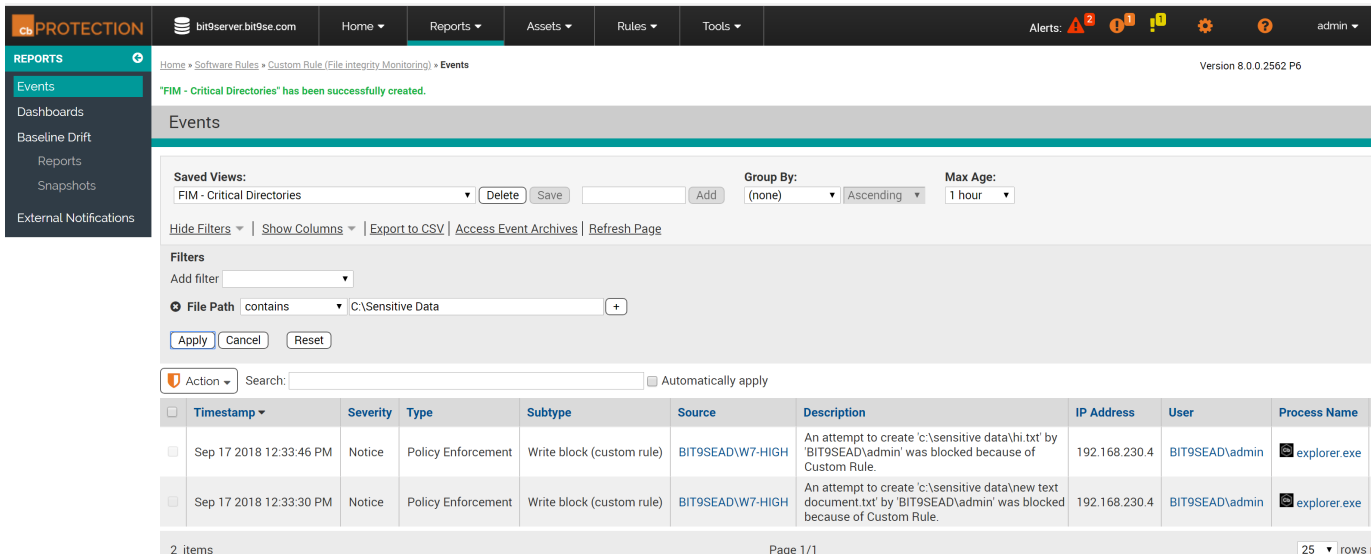 Cb PROTECTION
bit9server.bit9se.com Home Reports Assets Rules Tools Alerts: 2 1 1 admin
REPORTS
Events
Dashboards
Baseline Drift
Reports
Snapshots
External Notifications
Home » Software Rules » Custom Rule (File integrity Monitoring) » Events Version 8.0.0.2562 P6
"FIM - Critical Directories" has been successfully created.
Events
Saved Views: Group By: Max Age:
FIM - Critical Directories Delete Save Add (none) Ascending 1 hour
Hide Filters | Show Columns | Export to CSV | Access Event Archives | Refresh Page
Filters
Add filter
File Path contains C:\Sensitive Data +
Apply Cancel Reset
Action Search: Automatically apply
Timestamp Severity Type Subtype Source Description IP Address User Process Name
Sep 17 2018 12:33:46 PM Notice Policy Enforcement Write block (custom rule) BIT9SEAD\W7-HIGH An attempt to create 'c:\sensitive data\hi.txt' by
'BIT9SEAD\admin' was blocked because of
Custom Rule. 192.168.230.4 BIT9SEAD\admin explorer.exe
Sep 17 2018 12:33:30 PM Notice Policy Enforcement Write block (custom rule) BIT9SEAD\W7-HIGH An attempt to create 'c:\sensitive data\new text
document.txt' by 'BIT9SEAD\admin' was blocked
because of Custom Rule. 192.168.230.4 BIT9SEAD\admin explorer.exe
2 items Page 1/1 25 rows